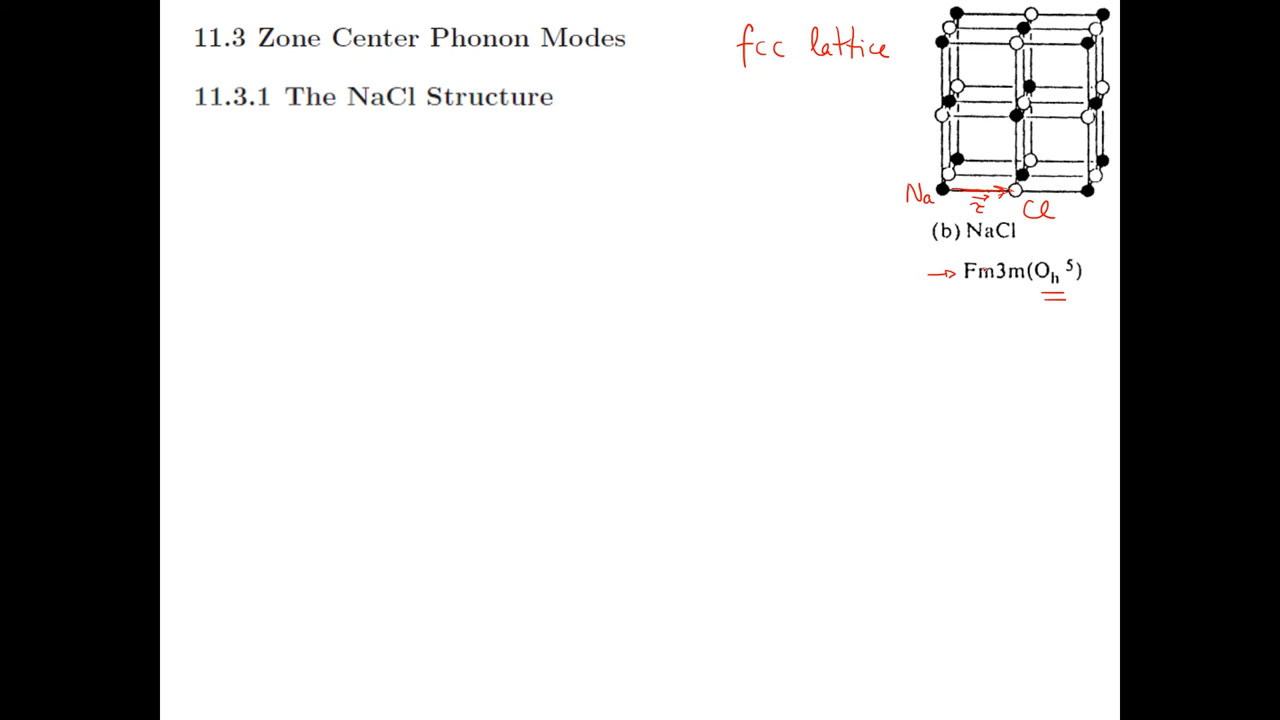 11.3 Zone Center Phonon Modes
fcc lattice
11.3.1 The NaCl Structure
Na
τ⃗
Cl
(b) NaCl
→ Fm3m(Oh⁵)